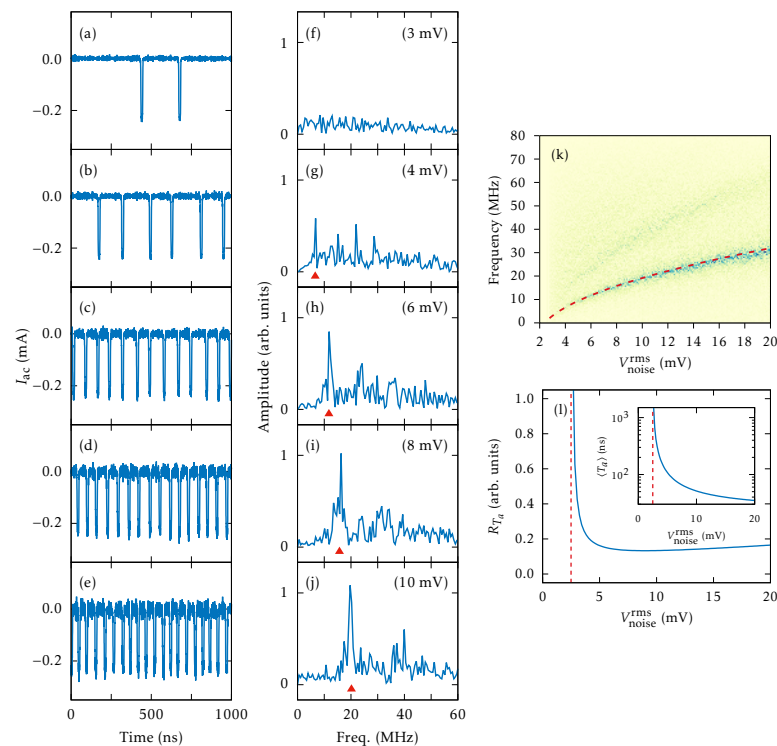 (a)
0.0
−0.2
(b)
0.0
−0.2
(c)
0.0
−0.2
I_ac (mA)
(d)
0.0
−0.2
(e)
0.0
−0.2
0 500 1000
Time (ns)
(f) (3 mV)
1
0
(g) (4 mV)
1
0
(h) (6 mV)
1
0
Amplitude (arb. units)
(i) (8 mV)
1
0
(j) (10 mV)
1
0
0 20 40 60
Freq. (MHz)
(k)
80
70
60
50
40
30
20
10
0
Frequency (MHz)
2 4 6 8 10 12 14 16 18 20
V_noise^rms (mV)
(l)
1.0
0.8
0.6
0.4
0.2
0.0
R_{T_a} (arb. units)
0 5 10 15 20
V_noise^rms (mV)
10^3
10^2
⟨T_a⟩ (ns)
0 10 20
V_noise^rms (mV)